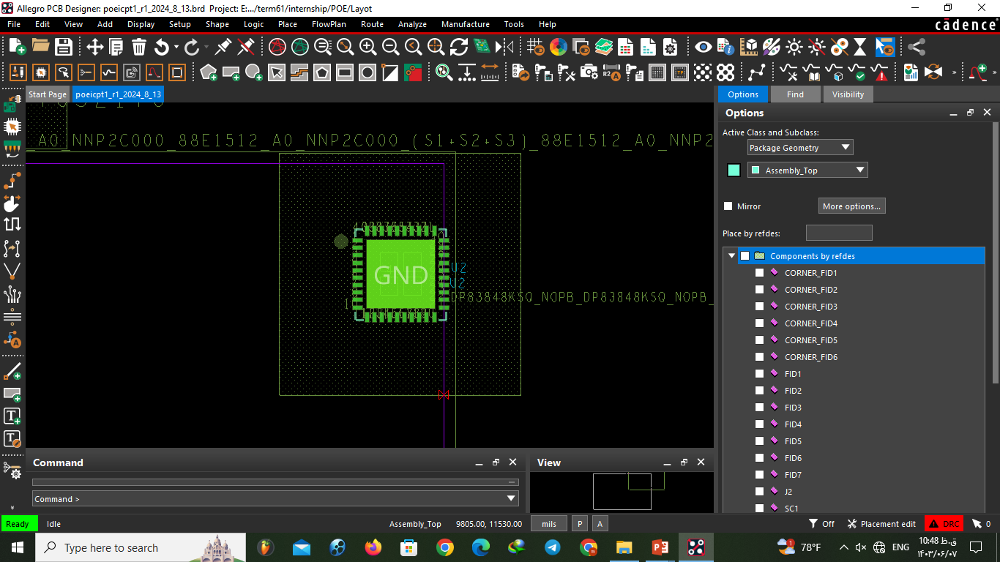 Allegro PCB Designer: poeicpt1_r1_2024_8_13.brd Project: E:.../term61/internship/POE/Layot
File Edit View Add Display Setup Shape Logic Place FlowPlan Route Analyze Manufacture Tools Help
cādence
Start Page
poeicpt1_r1_2024_8_13
Options Find Visibility
_A0_NNP2C000_88E1512_A0_NNP2C000_(S1+S2+S3)_88E1512_A0_NNP2
GND
U2
U2
1
DP83848KSQ_NOPB_DP83848KSQ_NOPB_
Options
Active Class and Subclass:
Package Geometry
Assembly_Top
Mirror
More options...
Place by refdes:
Components by refdes
CORNER_FID1
CORNER_FID2
CORNER_FID3
CORNER_FID4
CORNER_FID5
CORNER_FID6
FID1
FID2
FID3
FID4
FID5
FID6
FID7
J2
SC1
Command
Command >
View
Ready Idle Assembly_Top 9805.00, 11530.00 mils P A Off Placement edit DRC 0
Type here to search
1
78°F
ENG
10:48 ق.ظ
۱۴۰۳/۰۶/۰۷